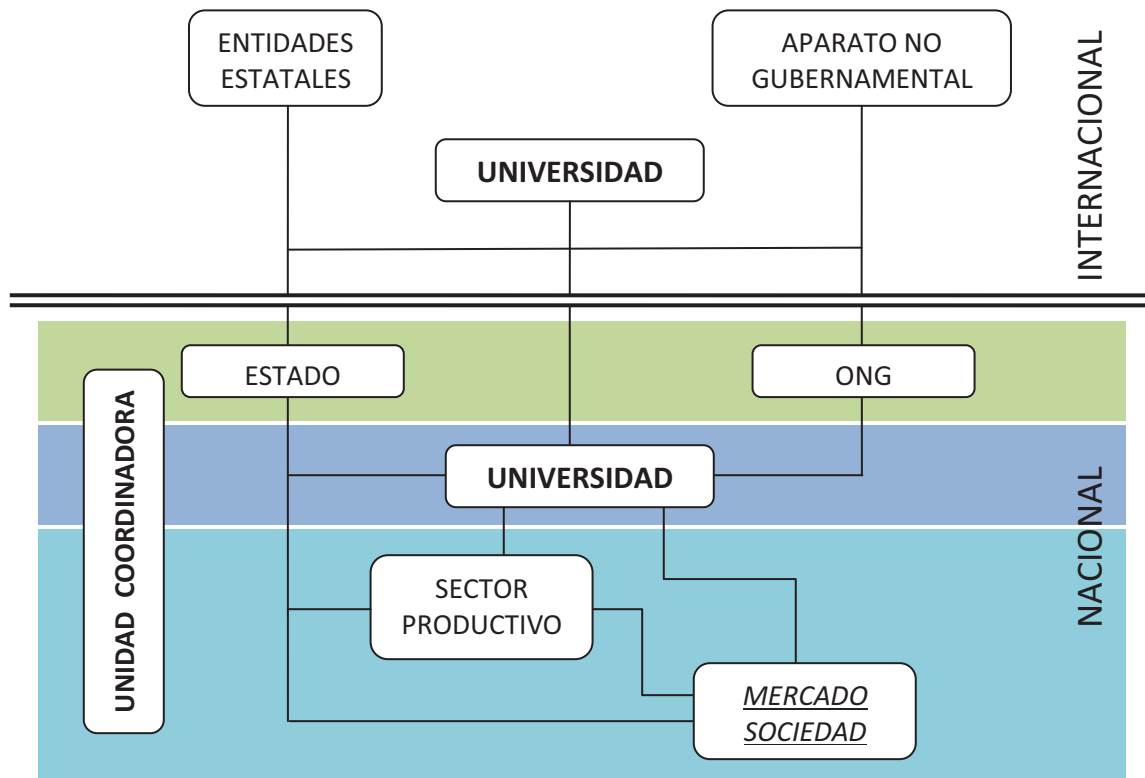 ENTIDADES
ESTATALES
APARATO NO
GUBERNAMENTAL
UNIVERSIDAD
INTERNACIONAL
ESTADO
ONG
UNIDAD COORDINADORA
UNIVERSIDAD
NACIONAL
SECTOR
PRODUCTIVO
MERCADO
SOCIEDAD